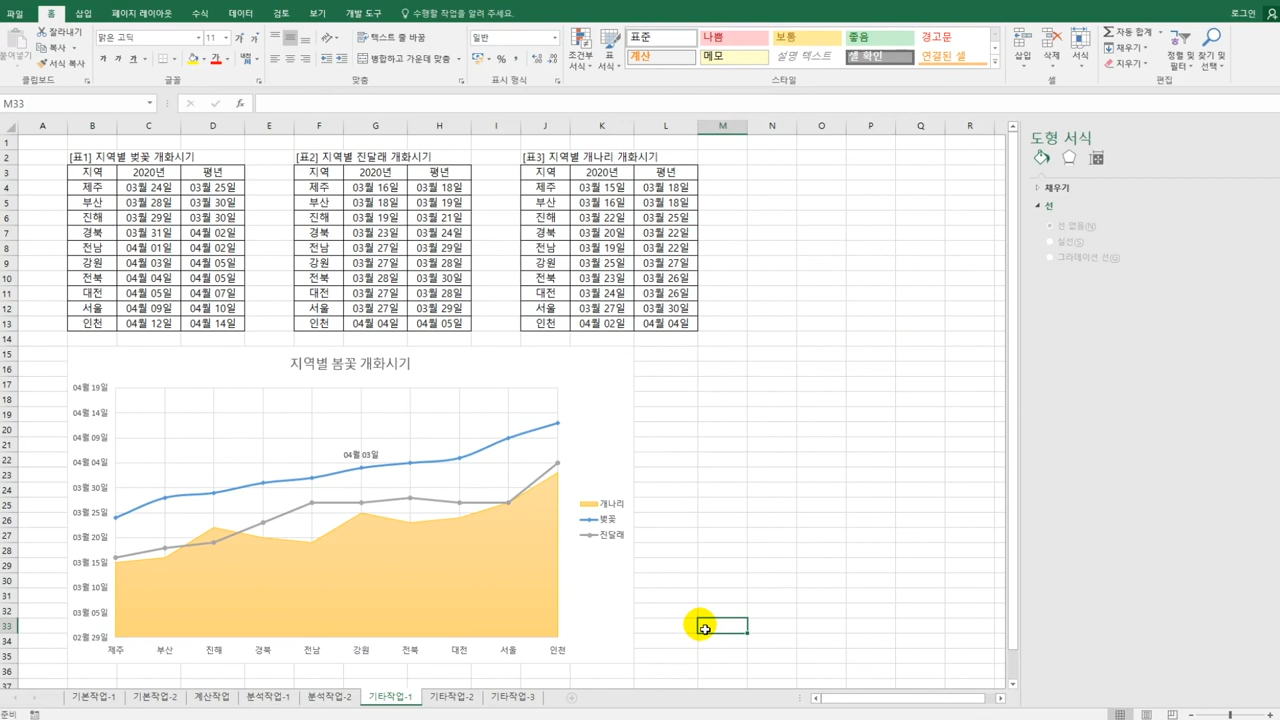 파일 홈 삽입 페이지 레이아웃 수식 데이터 검토 보기 개발 도구 수행할 작업을 알려 주세요. 로그인
잘라내기 맑은 고딕 11 텍스트 줄 바꿈 일반 표준 나쁨 보통 좋음 경고문 자동 합계
붙여넣기 복사 채우기
서식 복사 가 가 가 병합하고 가운데 맞춤 % 조건부 서식 표 서식 계산 메모 설명 텍스트 셀 확인 연결된 셀 삽입 삭제 서식 지우기 정렬 및 필터 찾기 및 선택
클립보드 글꼴 맞춤 표시 형식 스타일 셀 편집
M33 fx
A B C D E F G H I J K L M N O P Q R
도형 서식
1
2 [표1] 지역별 벚꽃 개화시기 [표2] 지역별 진달래 개화시기 [표3] 지역별 개나리 개화시기
3 지역 2020년 평년 지역 2020년 평년 지역 2020년 평년
4 제주 03월 24일 03월 25일 제주 03월 16일 03월 18일 제주 03월 15일 03월 18일
5 부산 03월 28일 03월 30일 부산 03월 18일 03월 19일 부산 03월 16일 03월 18일
6 진해 03월 29일 03월 30일 진해 03월 19일 03월 21일 진해 03월 22일 03월 25일
7 경북 03월 31일 04월 02일 경북 03월 23일 03월 24일 경북 03월 20일 03월 22일
8 전남 04월 01일 04월 02일 전남 03월 27일 03월 29일 전남 03월 19일 03월 22일
9 강원 04월 03일 04월 05일 강원 03월 27일 03월 28일 강원 03월 25일 03월 27일
10 전북 04월 04일 04월 05일 전북 03월 28일 03월 30일 전북 03월 23일 03월 26일
11 대전 04월 05일 04월 07일 대전 03월 27일 03월 28일 대전 03월 24일 03월 26일
12 서울 04월 09일 04월 10일 서울 03월 27일 03월 29일 서울 03월 27일 03월 30일
13 인천 04월 12일 04월 14일 인천 04월 04일 04월 05일 인천 04월 02일 04월 04일
채우기
선
선 없음(N)
실선(S)
그라데이션 선(G)
14
15
16
17
18
19
20
21
22
23
24
25
26
27
28
29
30
31
32
33
34
35
36
37
지역별 봄꽃 개화시기
04월 19일
04월 14일
04월 09일
04월 04일
03월 30일
03월 25일
03월 20일
03월 15일
03월 10일
03월 05일
02월 29일
04월 03일
개나리
벚꽃
진달래
제주 부산 진해 경북 전남 강원 전북 대전 서울 인천
기본작업-1 기본작업-2 계산작업 분석작업-1 분석작업-2 기타작업-1 기타작업-2 기타작업-3
준비